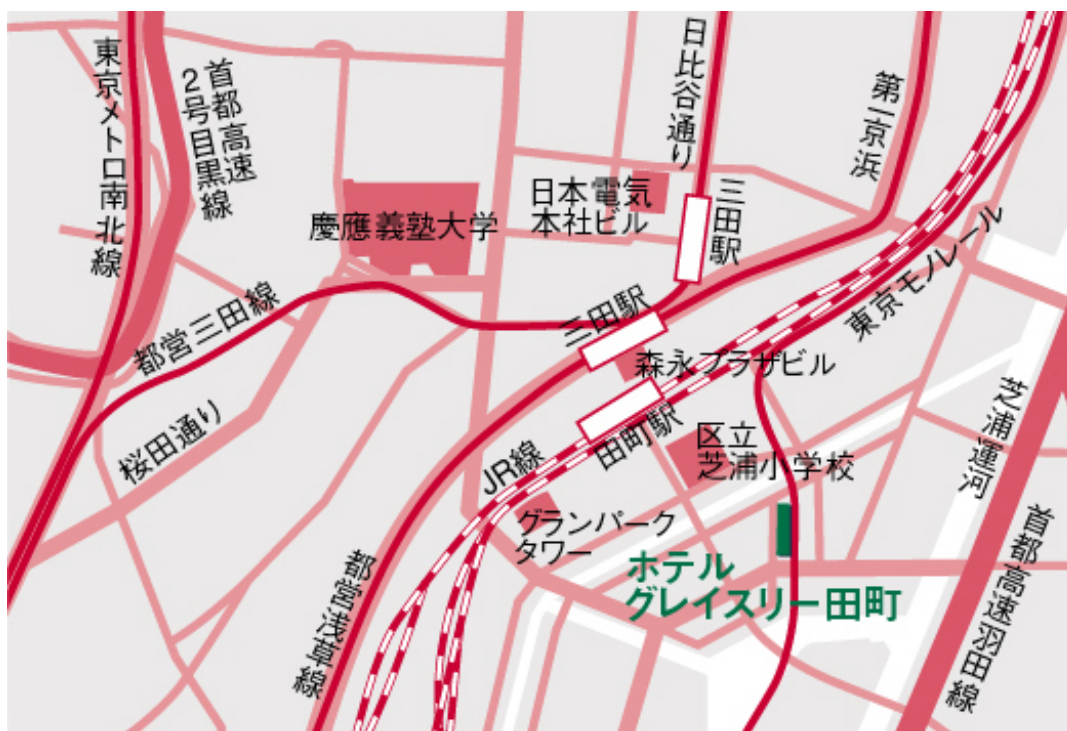 東京メトロ南北線
首都高速
2号目黒線
日比谷通り
第一京浜
日本電気
本社ビル
三田駅
慶應義塾大学
東京モノレール
都営三田線
三田駅
森永プラザビル
桜田通り
JR線
田町駅
区立
芝浦小学校
芝浦運河
グランパーク
タワー
ホテル
グレイスリー田町
都営浅草線
首都高速羽田線